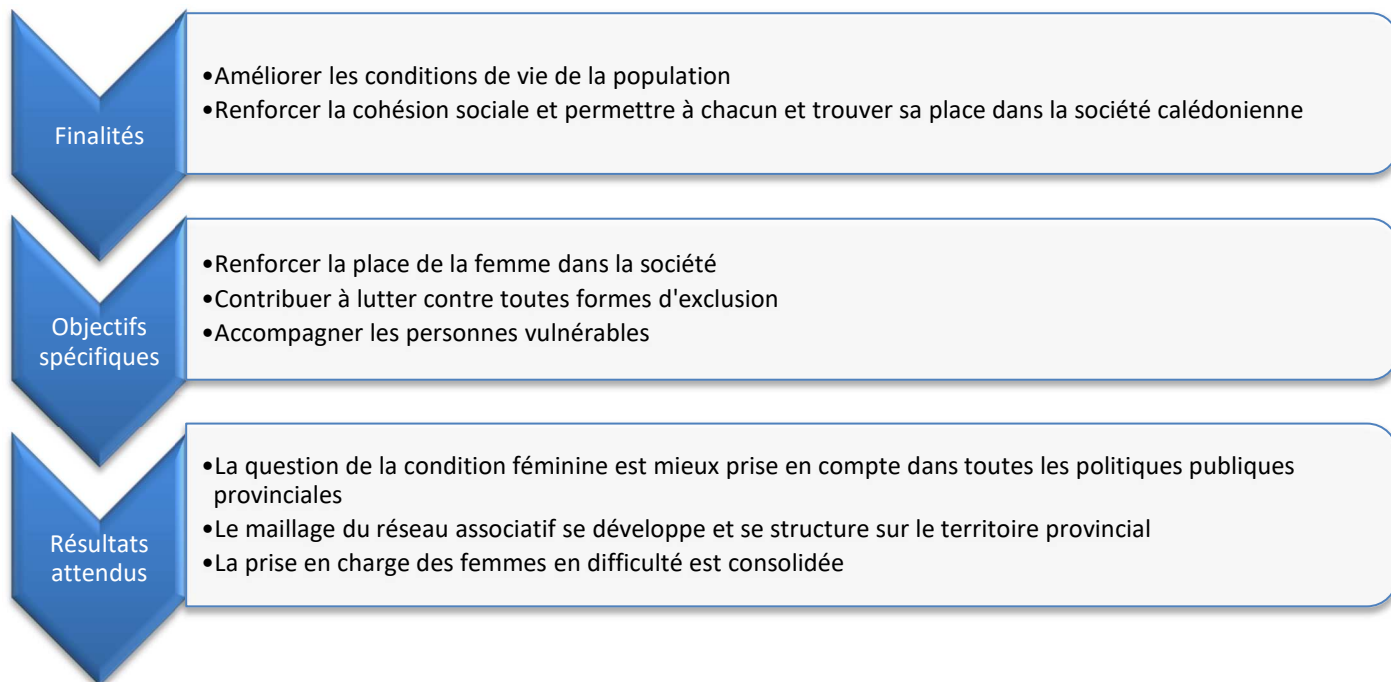 Finalités
•Améliorer les conditions de vie de la population
•Renforcer la cohésion sociale et permettre à chacun et trouver sa place dans la société calédonienne
Objectifs
spécifiques
•Renforcer la place de la femme dans la société
•Contribuer à lutter contre toutes formes d'exclusion
•Accompagner les personnes vulnérables
Résultats
attendus
•La question de la condition féminine est mieux prise en compte dans toutes les politiques publiques
provinciales
•Le maillage du réseau associatif se développe et se structure sur le territoire provincial
•La prise en charge des femmes en difficulté est consolidée